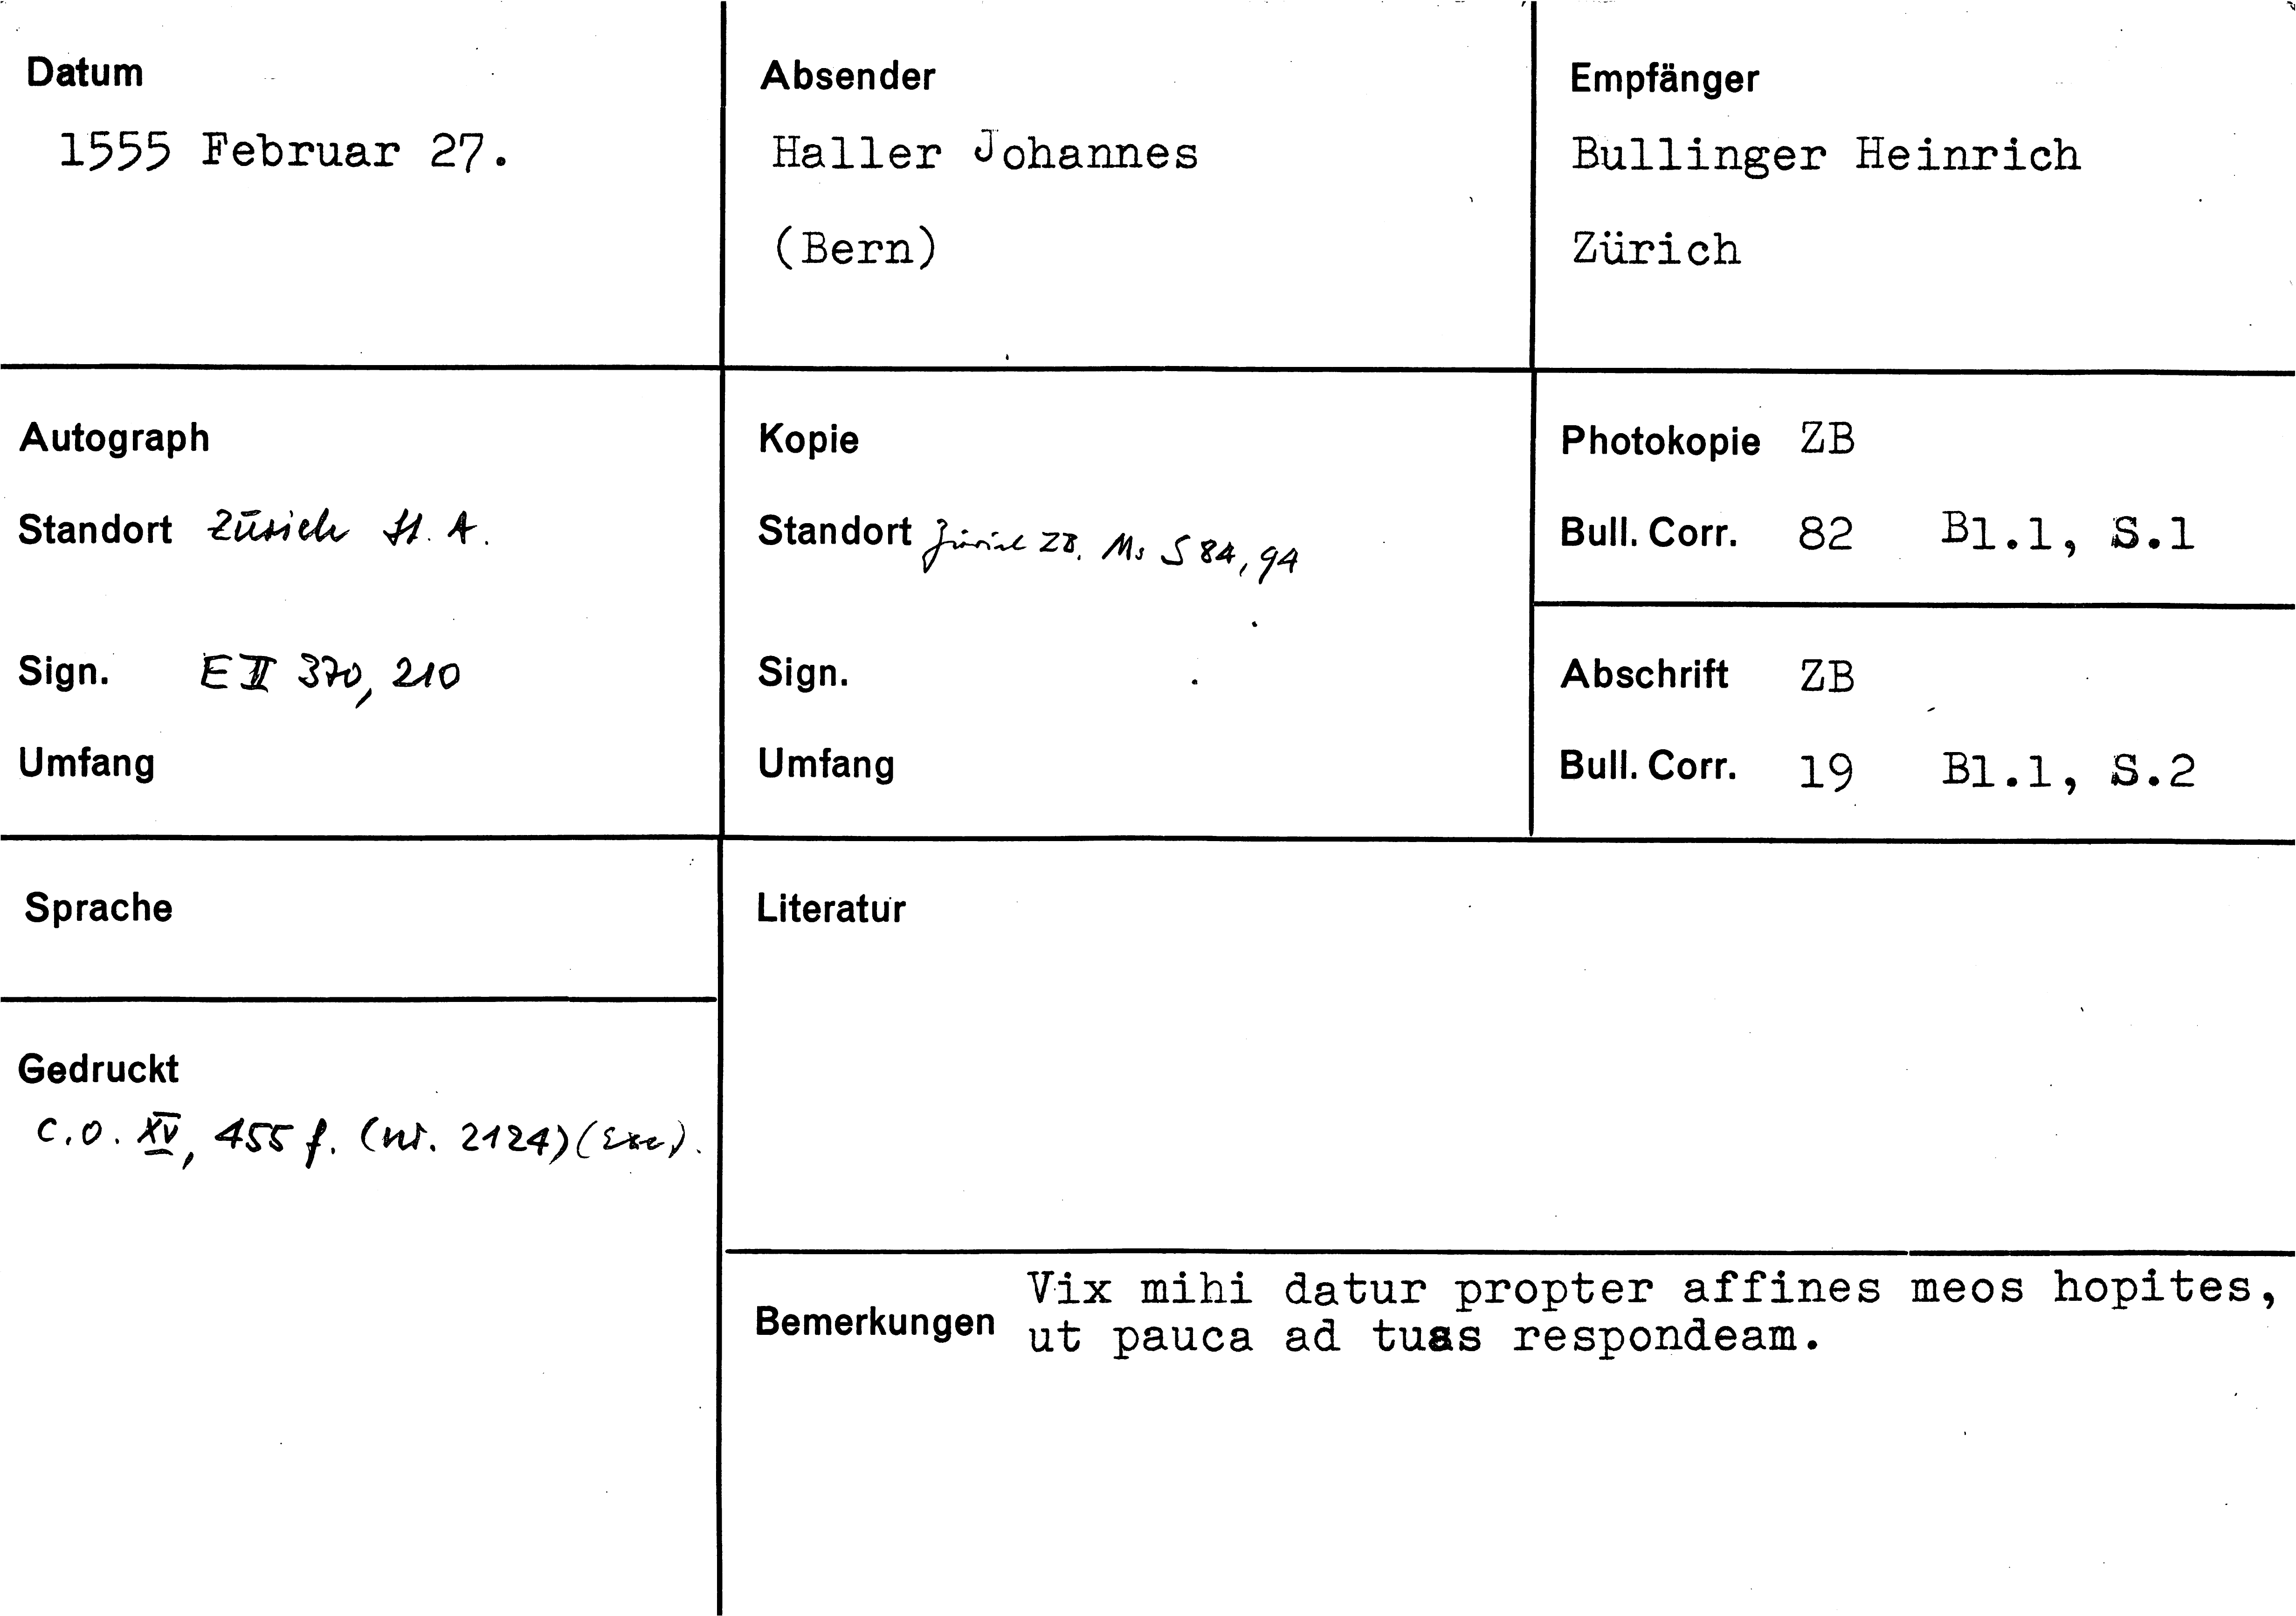 Datum
1555 Februar 27.
Absender
Haller Johannes
(Bern)
Empfänger
Bullinger Heinrich
Zürich
Autograph
Standort Zürich St. A.
Sign. E II 370, 210
Umfang
Kopie
Standort Zürich ZB. Ms S 84, 94
Sign.
Umfang
Photokopie ZB
Bull. Corr. 82 Bl.1, S.1
Abschrift ZB
Bull. Corr. 19 Bl.1, S.2
Sprache
Gedruckt
C.O. XV, 455 f. (nr. 2124) (Exc).
Literatur
Bemerkungen
Vix mihi datur propter affines meos hopites,
ut pauca ad tuas respondeam.